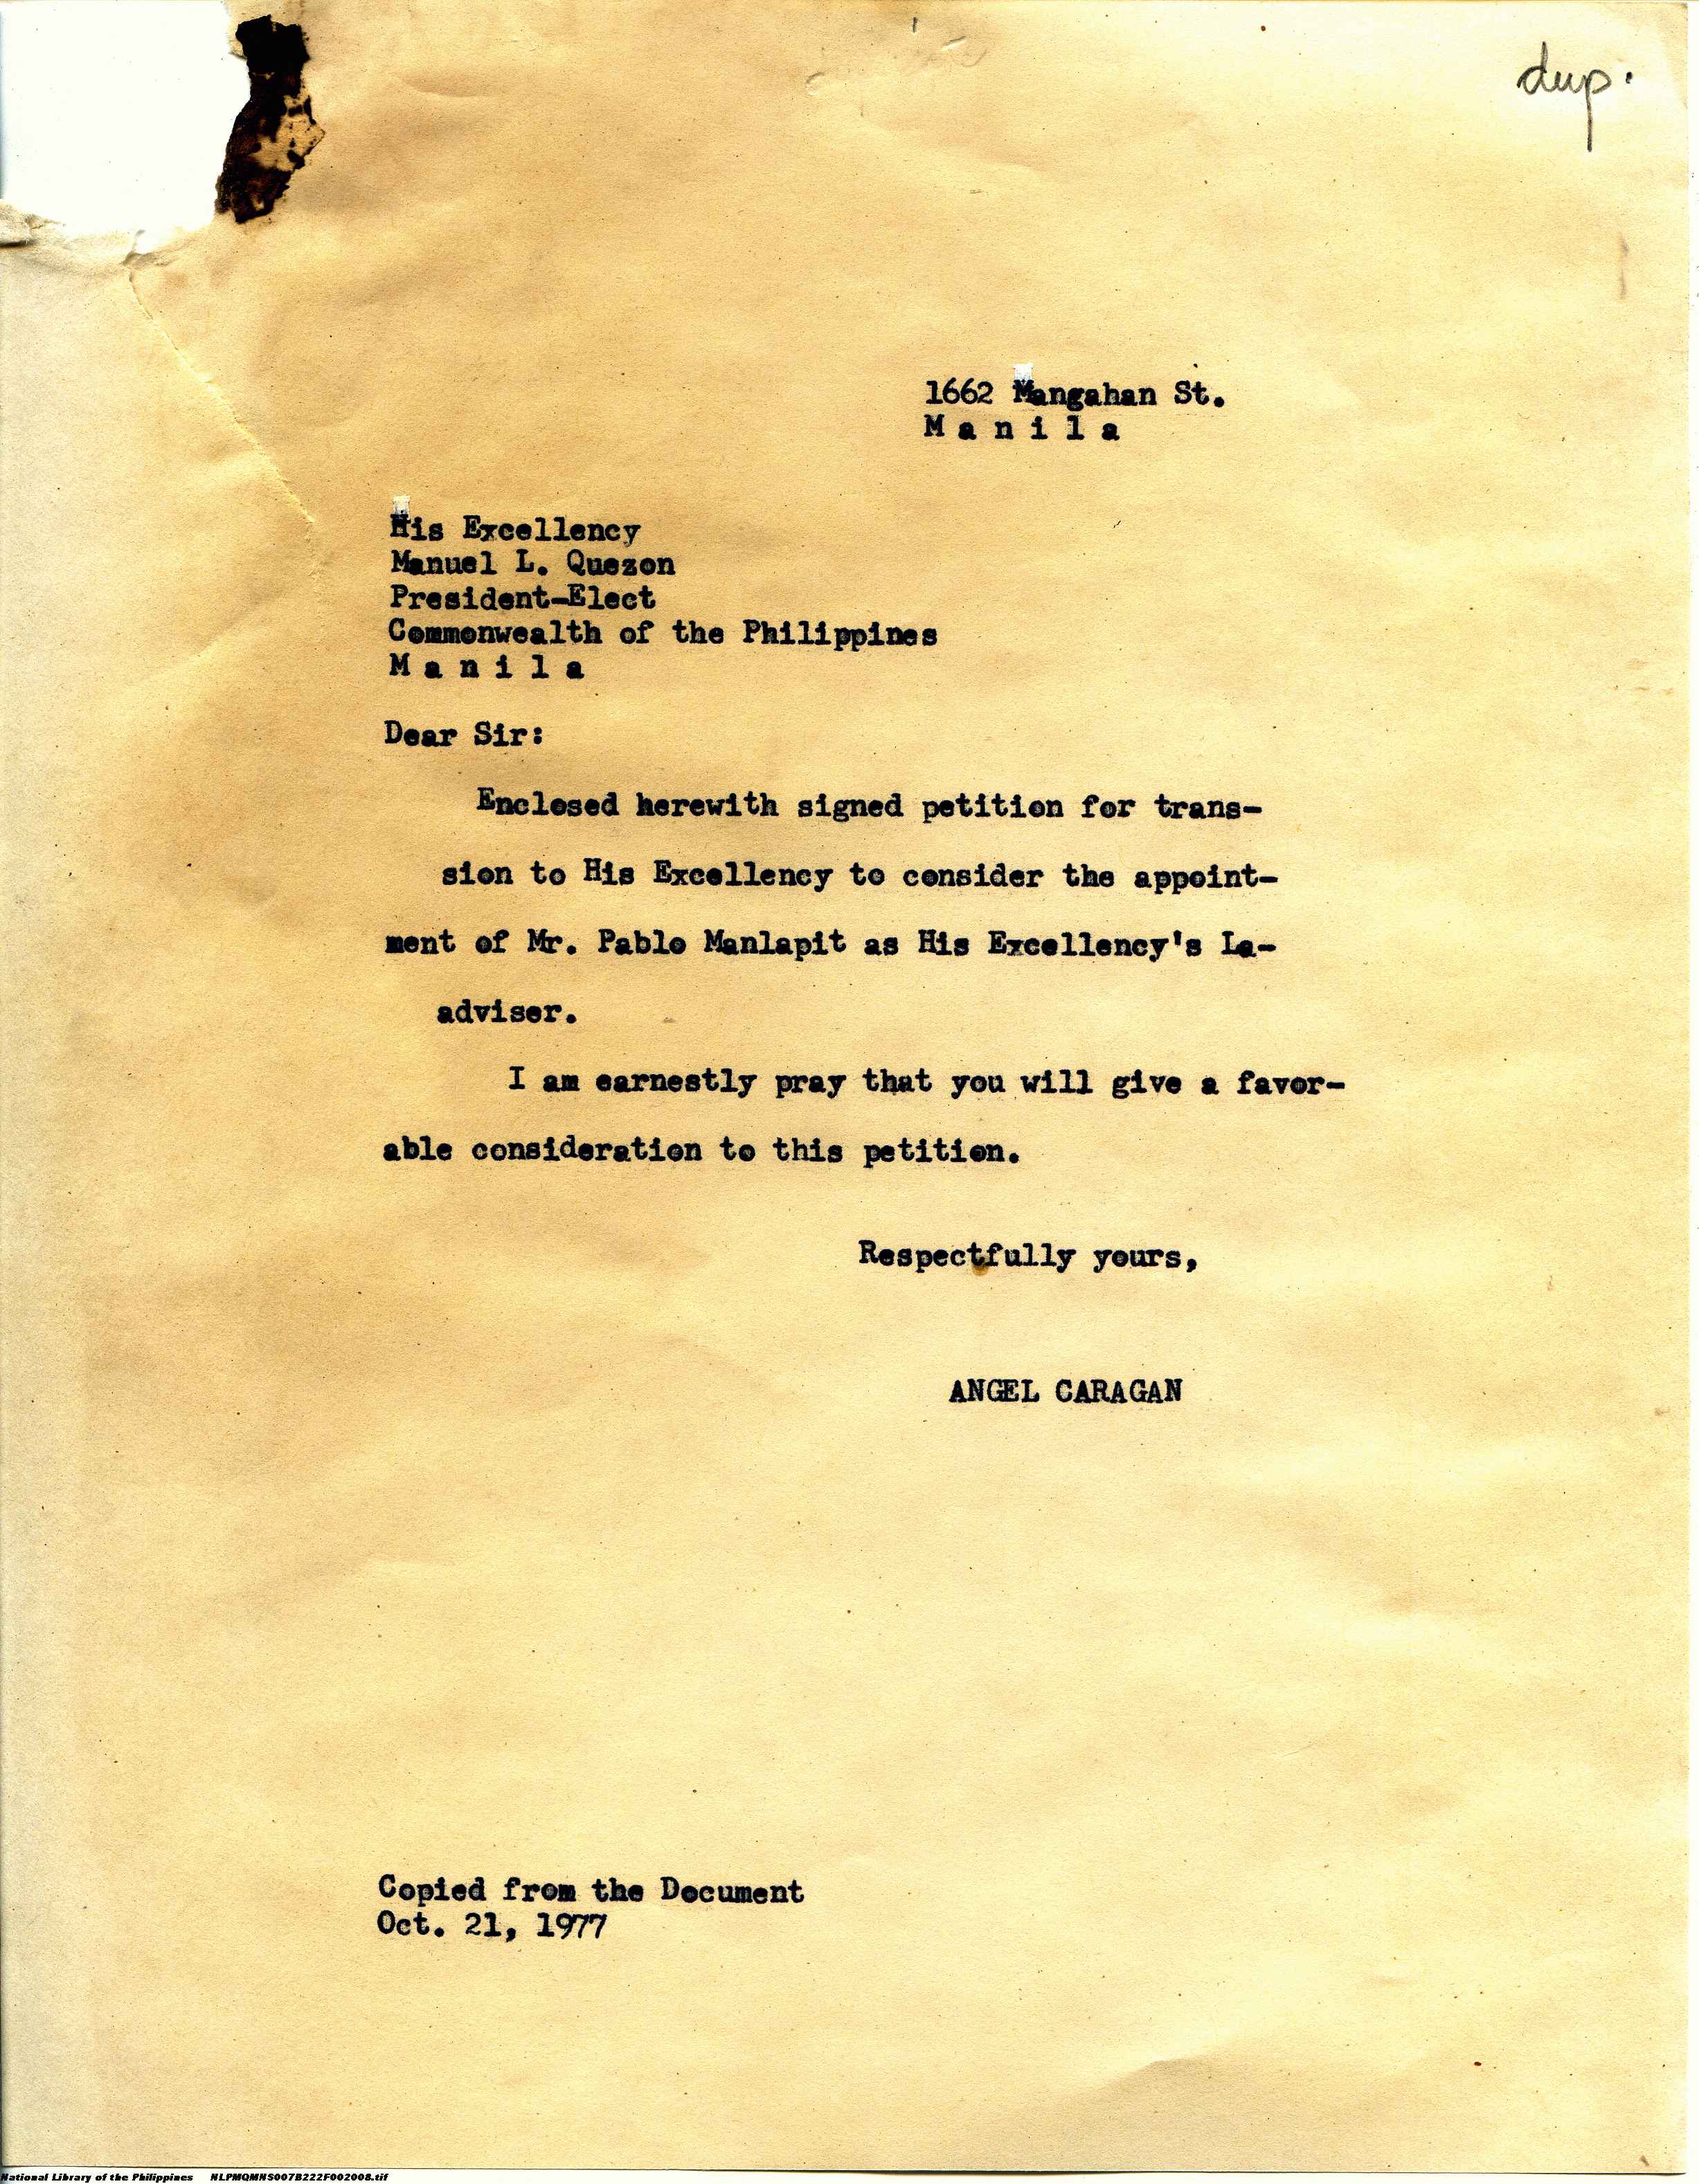 dup.
1662 Mangahan St.
M a n i l a
His Excellency
Manuel L. Quezon
President-Elect
Commonwealth of the Philippines
M a n i l a
Dear Sir:
Enclosed herewith signed petition for trans-
sion to His Excellency to consider the appoint-
ment of Mr. Pablo Manlapit as His Excellency's La-
adviser.
I am earnestly pray that you will give a favor-
able consideration to this petition.
Respectfully yours,
ANGEL CARAGAN
Copied from the Document
Oct. 21, 1977
National Library of the Philippines NLPMQMNS007B222F002008.tif